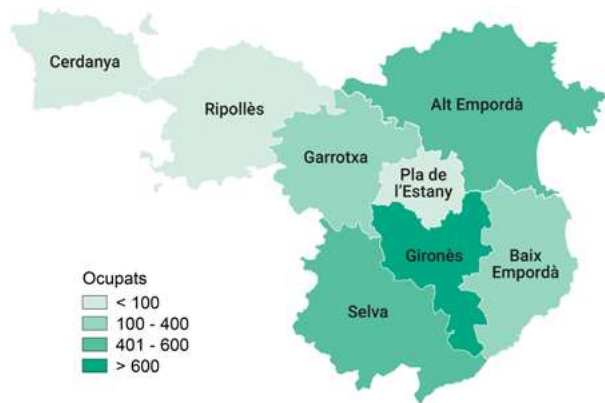 Cerdanya
Ripollès
Alt Empordà
Garrotxa
Pla de
l'Estany
Gironès
Baix
Empordà
Selva
Ocupats
< 100
100 - 400
401 - 600
> 600